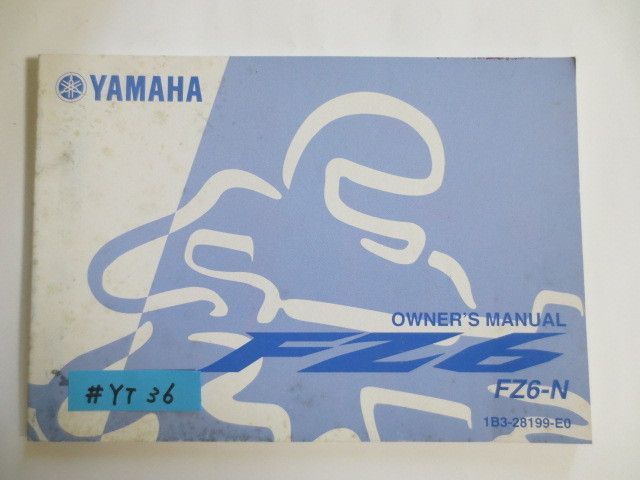 YAMAHA
OWNER'S MANUAL
FZ6
FZ6-N
#YT 36
1B3-28199-E0